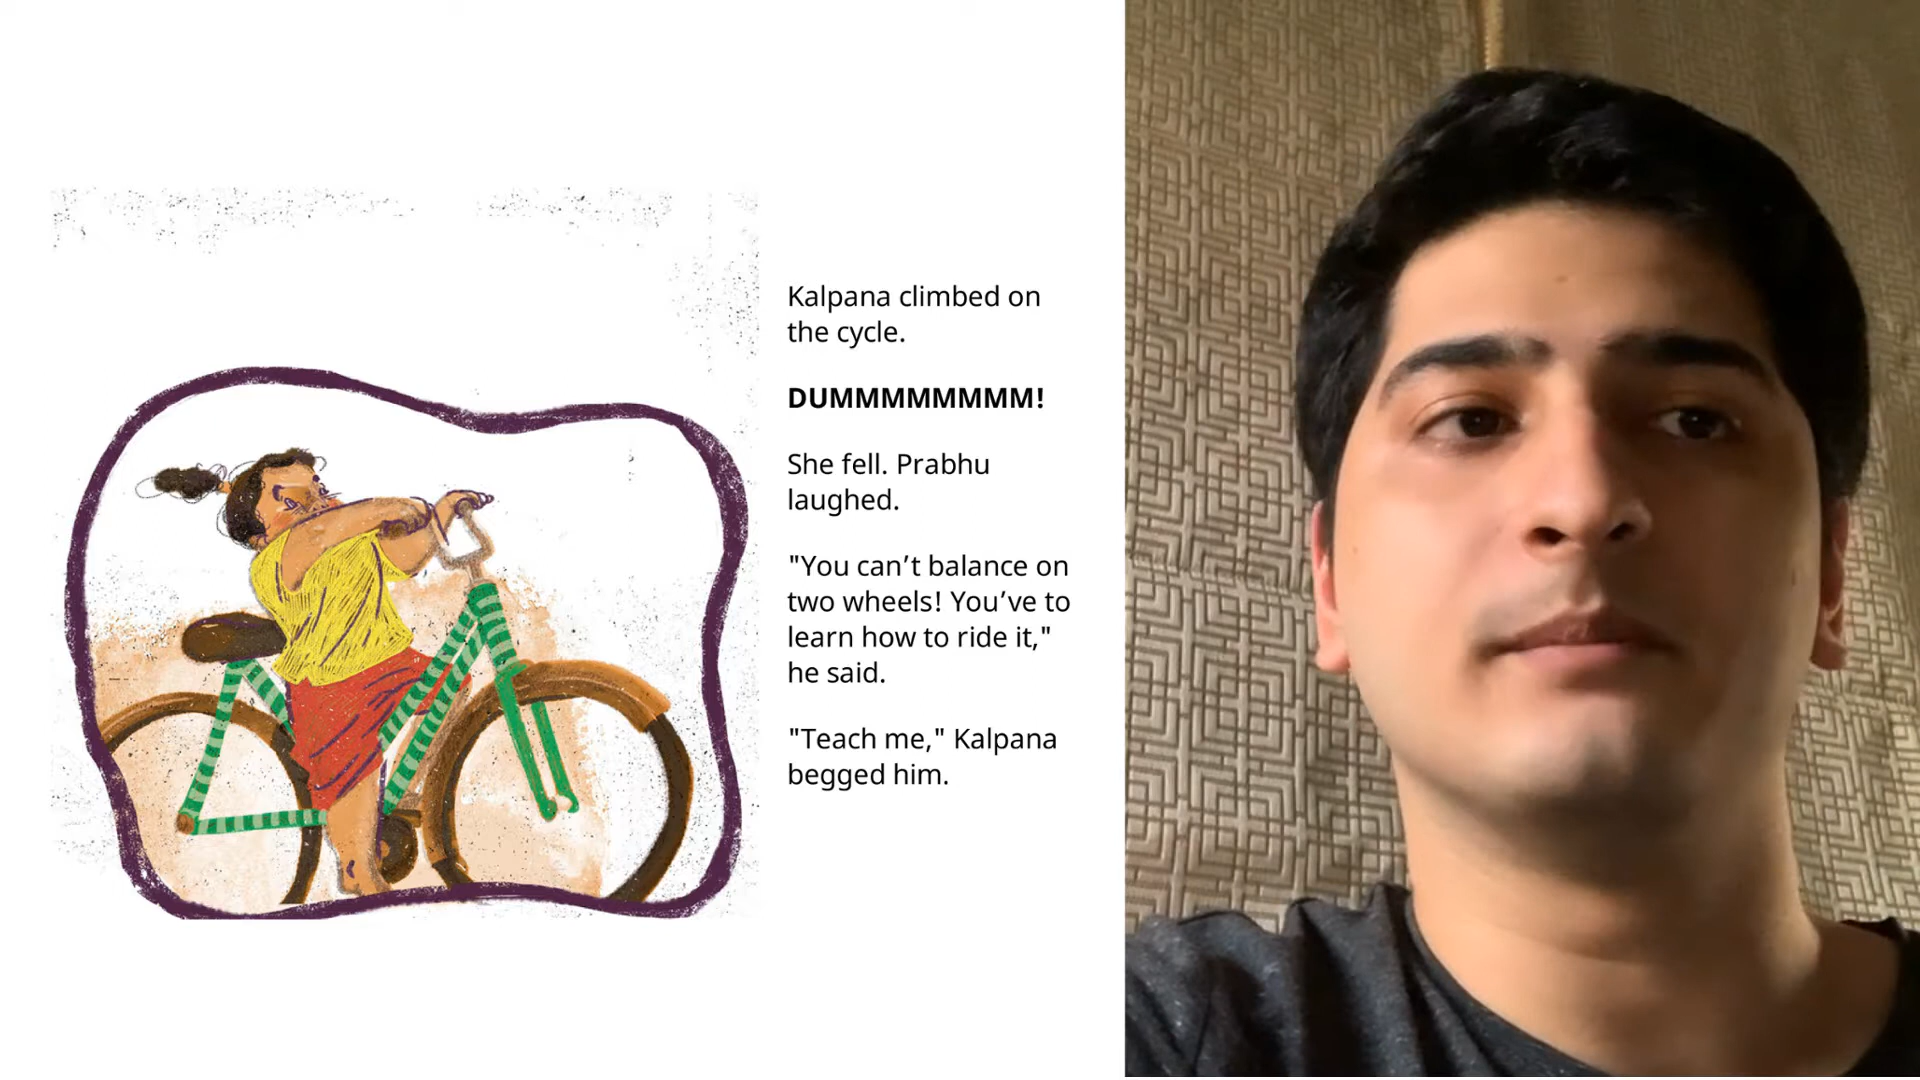 Kalpana climbed on
the cycle.
DUMMMMMMMM!
She fell. Prabhu
laughed.
"You can’t balance on
two wheels! You’ve to
learn how to ride it,"
he said.
"Teach me," Kalpana
begged him.